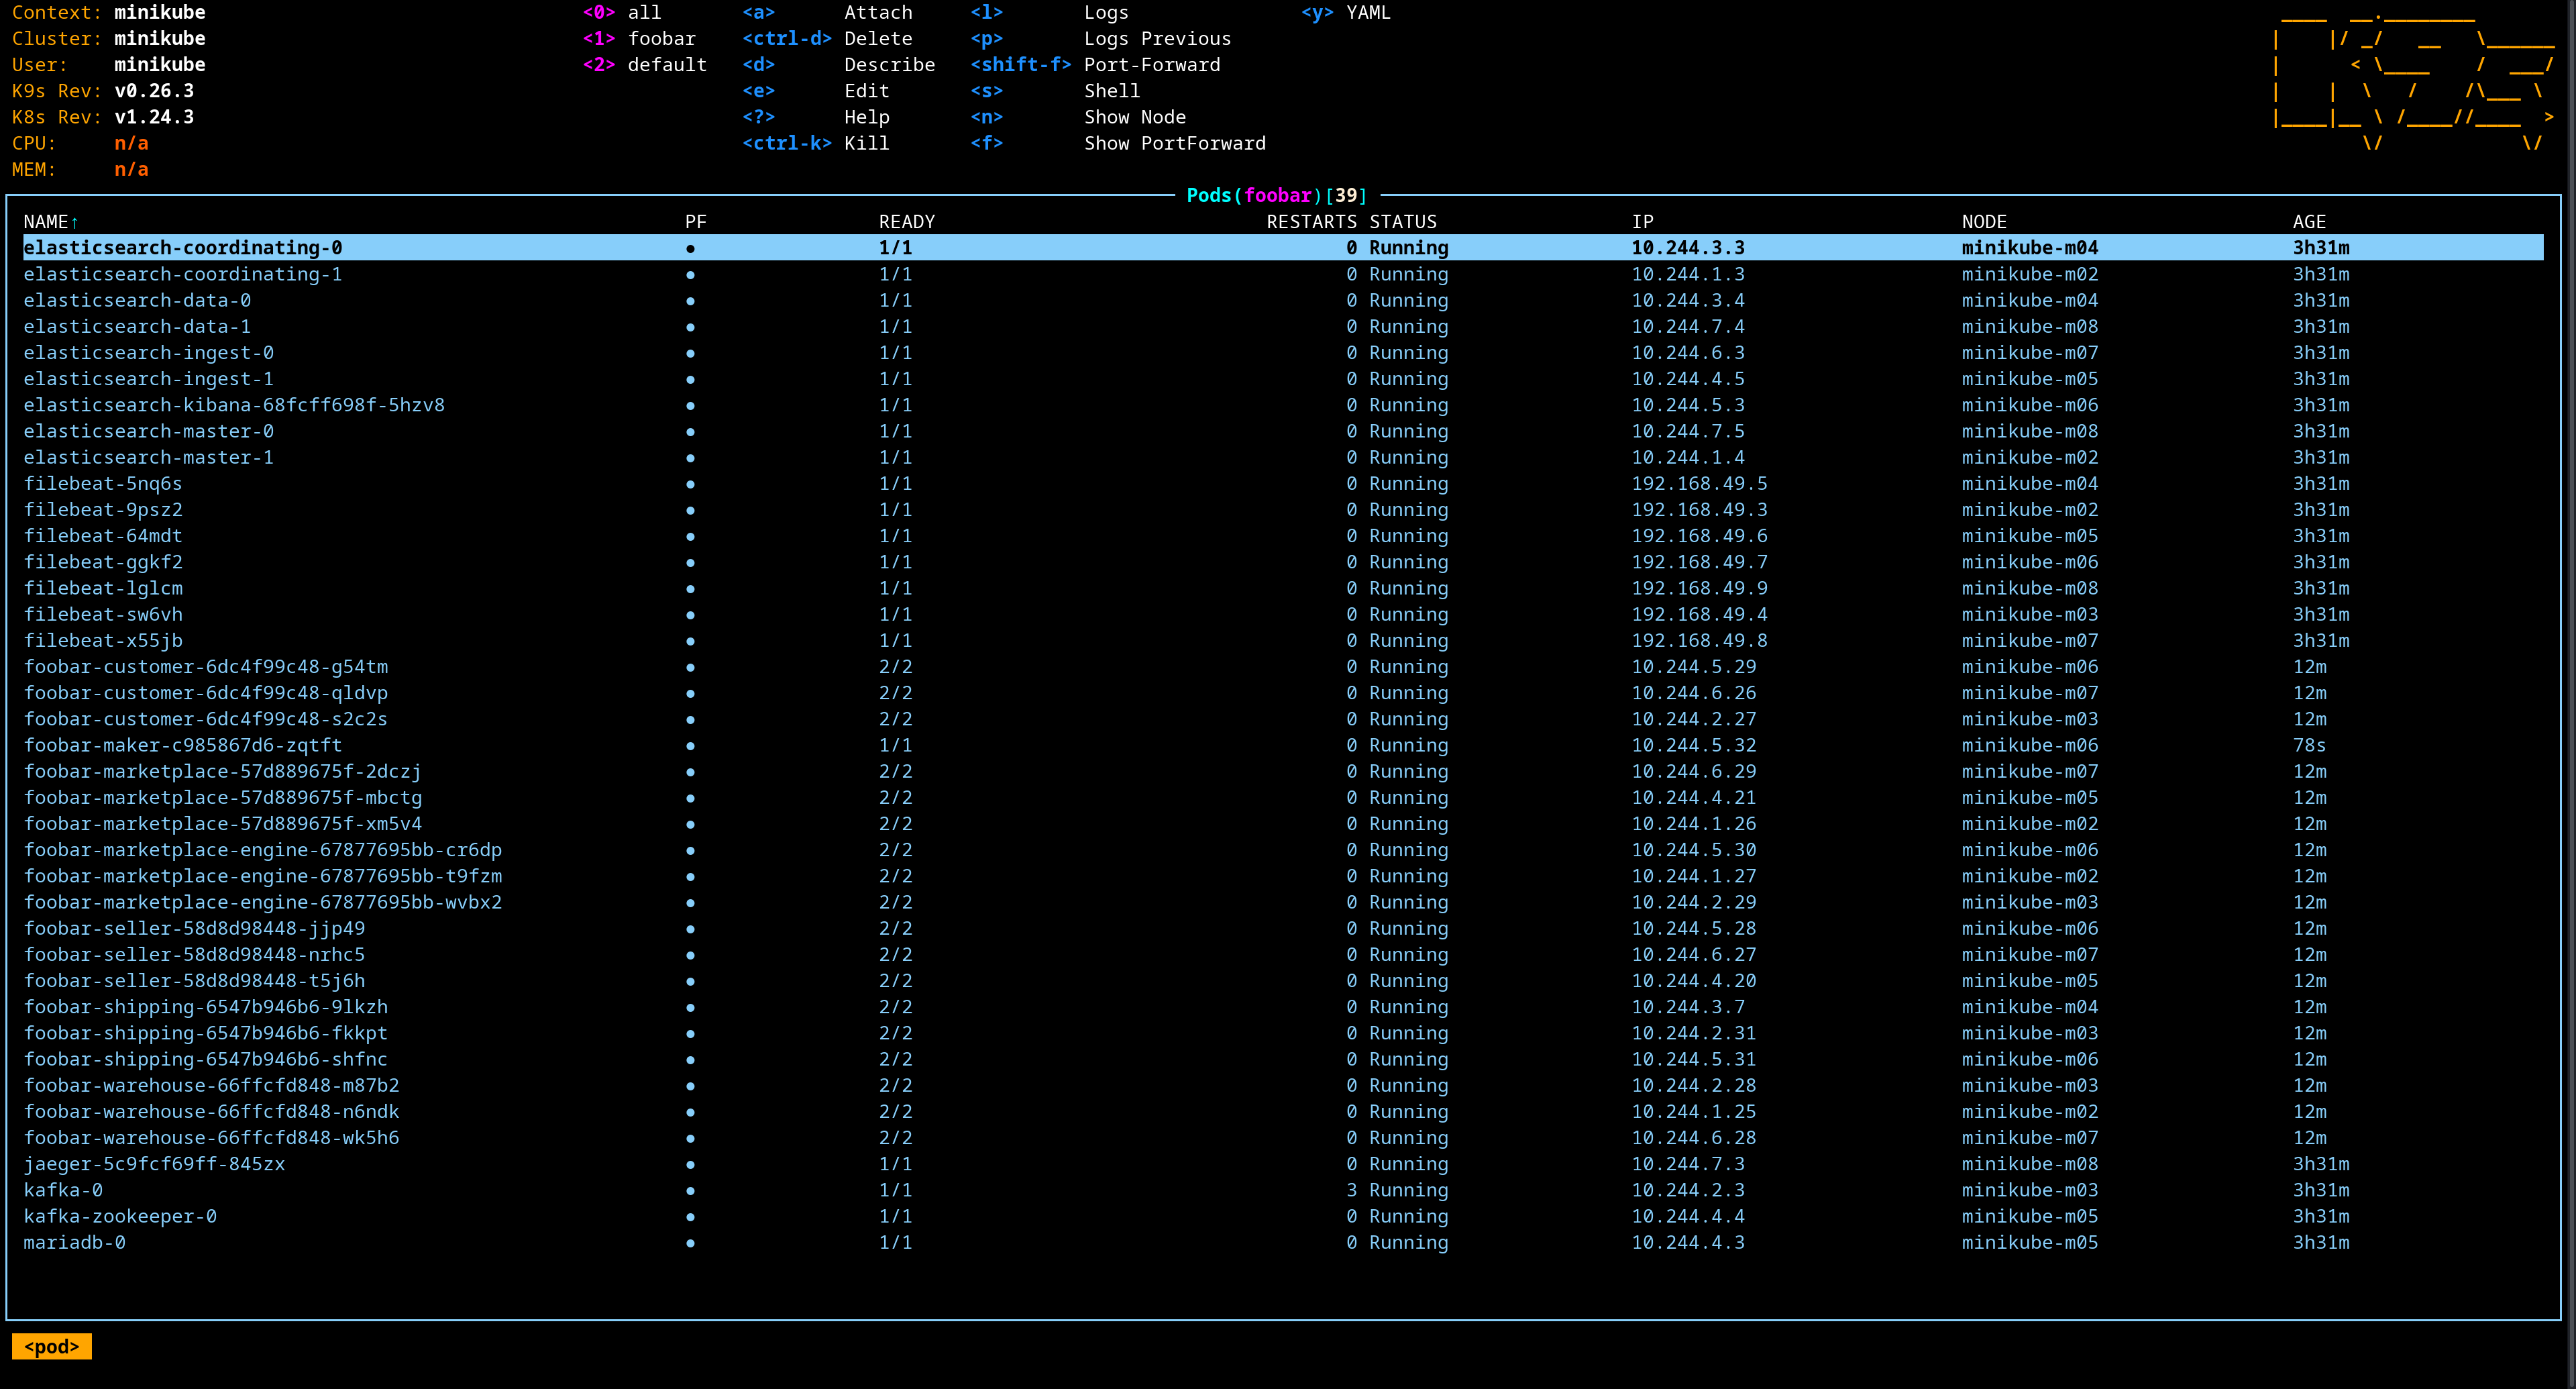 Context: minikube <0> all <a> Attach <l> Logs <y> YAML
Cluster: minikube <1> foobar <ctrl-d> Delete <p> Logs Previous
User: minikube <2> default <d> Describe <shift-f> Port-Forward
K9s Rev: v0.26.3 <e> Edit <s> Shell
K8s Rev: v1.24.3 <?> Help <n> Show Node
CPU: n/a <ctrl-k> Kill <f> Show PortForward
MEM: n/a
Pods(foobar)[39]
NAME↑ PF READY RESTARTS STATUS IP NODE AGE
elasticsearch-coordinating-0 ● 1/1 0 Running 10.244.3.3 minikube-m04 3h31m
elasticsearch-coordinating-1 ● 1/1 0 Running 10.244.1.3 minikube-m02 3h31m
elasticsearch-data-0 ● 1/1 0 Running 10.244.3.4 minikube-m04 3h31m
elasticsearch-data-1 ● 1/1 0 Running 10.244.7.4 minikube-m08 3h31m
elasticsearch-ingest-0 ● 1/1 0 Running 10.244.6.3 minikube-m07 3h31m
elasticsearch-ingest-1 ● 1/1 0 Running 10.244.4.5 minikube-m05 3h31m
elasticsearch-kibana-68fcff698f-5hzv8 ● 1/1 0 Running 10.244.5.3 minikube-m06 3h31m
elasticsearch-master-0 ● 1/1 0 Running 10.244.7.5 minikube-m08 3h31m
elasticsearch-master-1 ● 1/1 0 Running 10.244.1.4 minikube-m02 3h31m
filebeat-5nq6s ● 1/1 0 Running 192.168.49.5 minikube-m04 3h31m
filebeat-9psz2 ● 1/1 0 Running 192.168.49.3 minikube-m02 3h31m
filebeat-64mdt ● 1/1 0 Running 192.168.49.6 minikube-m05 3h31m
filebeat-ggkf2 ● 1/1 0 Running 192.168.49.7 minikube-m06 3h31m
filebeat-lglcm ● 1/1 0 Running 192.168.49.9 minikube-m08 3h31m
filebeat-sw6vh ● 1/1 0 Running 192.168.49.4 minikube-m03 3h31m
filebeat-x55jb ● 1/1 0 Running 192.168.49.8 minikube-m07 3h31m
foobar-customer-6dc4f99c48-g54tm ● 2/2 0 Running 10.244.5.29 minikube-m06 12m
foobar-customer-6dc4f99c48-qldvp ● 2/2 0 Running 10.244.6.26 minikube-m07 12m
foobar-customer-6dc4f99c48-s2c2s ● 2/2 0 Running 10.244.2.27 minikube-m03 12m
foobar-maker-c985867d6-zqtft ● 1/1 0 Running 10.244.5.32 minikube-m06 78s
foobar-marketplace-57d889675f-2dczj ● 2/2 0 Running 10.244.6.29 minikube-m07 12m
foobar-marketplace-57d889675f-mbctg ● 2/2 0 Running 10.244.4.21 minikube-m05 12m
foobar-marketplace-57d889675f-xm5v4 ● 2/2 0 Running 10.244.1.26 minikube-m02 12m
foobar-marketplace-engine-67877695bb-cr6dp ● 2/2 0 Running 10.244.5.30 minikube-m06 12m
foobar-marketplace-engine-67877695bb-t9fzm ● 2/2 0 Running 10.244.1.27 minikube-m02 12m
foobar-marketplace-engine-67877695bb-wvbx2 ● 2/2 0 Running 10.244.2.29 minikube-m03 12m
foobar-seller-58d8d98448-jjp49 ● 2/2 0 Running 10.244.5.28 minikube-m06 12m
foobar-seller-58d8d98448-nrhc5 ● 2/2 0 Running 10.244.6.27 minikube-m07 12m
foobar-seller-58d8d98448-t5j6h ● 2/2 0 Running 10.244.4.20 minikube-m05 12m
foobar-shipping-6547b946b6-9lkzh ● 2/2 0 Running 10.244.3.7 minikube-m04 12m
foobar-shipping-6547b946b6-fkkpt ● 2/2 0 Running 10.244.2.31 minikube-m03 12m
foobar-shipping-6547b946b6-shfnc ● 2/2 0 Running 10.244.5.31 minikube-m06 12m
foobar-warehouse-66ffcfd848-m87b2 ● 2/2 0 Running 10.244.2.28 minikube-m03 12m
foobar-warehouse-66ffcfd848-n6ndk ● 2/2 0 Running 10.244.1.25 minikube-m02 12m
foobar-warehouse-66ffcfd848-wk5h6 ● 2/2 0 Running 10.244.6.28 minikube-m07 12m
jaeger-5c9fcf69ff-845zx ● 1/1 0 Running 10.244.7.3 minikube-m08 3h31m
kafka-0 ● 1/1 3 Running 10.244.2.3 minikube-m03 3h31m
kafka-zookeeper-0 ● 1/1 0 Running 10.244.4.4 minikube-m05 3h31m
mariadb-0 ● 1/1 0 Running 10.244.4.3 minikube-m05 3h31m
<pod>